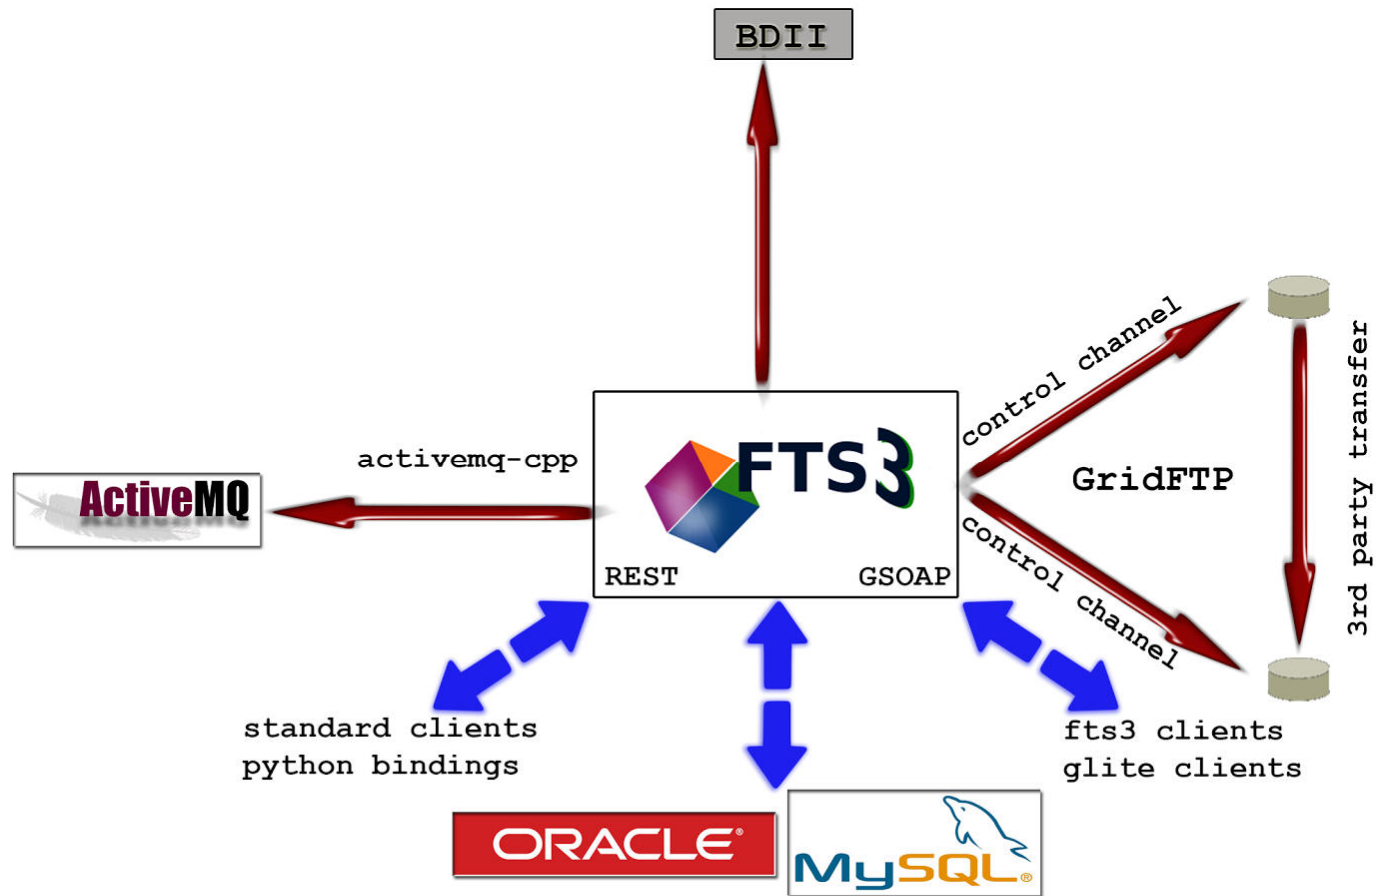 BDII
control channel
3rd party transfer
FTS3
activemq-cpp
GridFTP
ActiveMQ
control channel
REST
GSOAP
standard clients
python bindings
fts3 clients
glite clients
ORACLE®
MySQL®